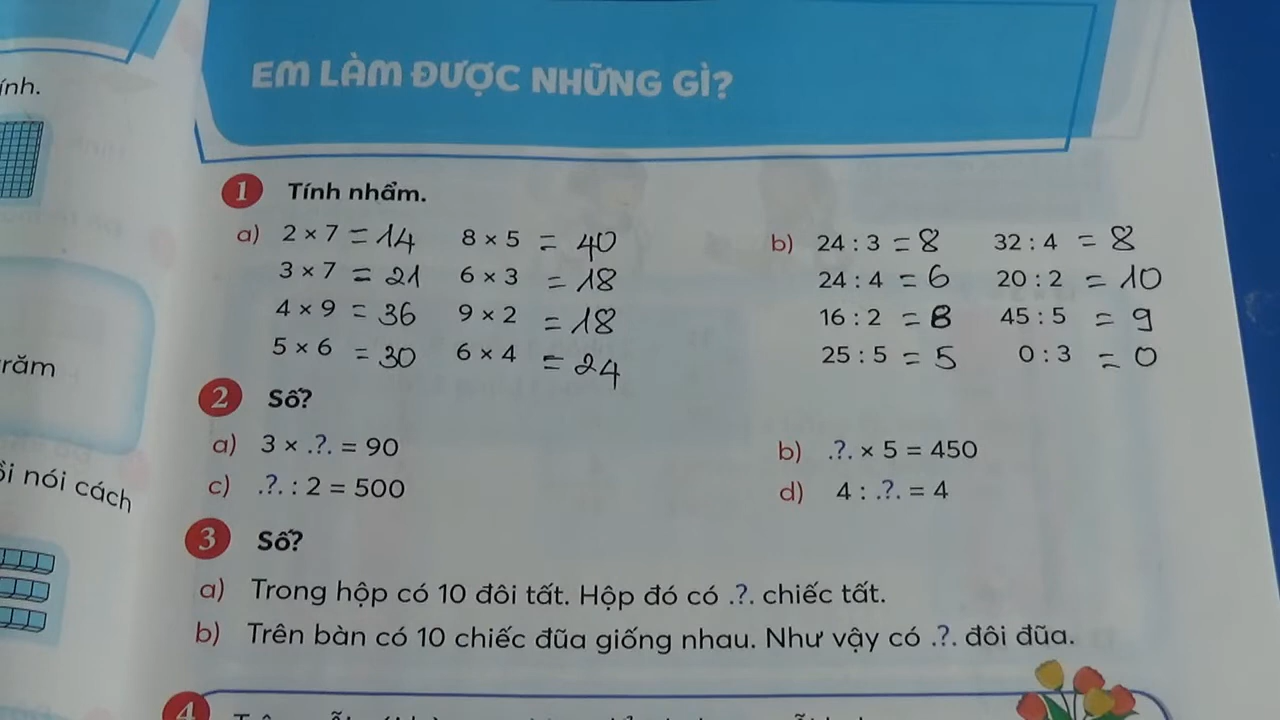 ính.
EM LÀM ĐƯỢC NHỮNG GÌ?
1 Tính nhẩm.
a) 2 × 7 = 14 8 × 5 = 40 b) 24 : 3 = 8 32 : 4 = 8
3 × 7 = 21 6 × 3 = 18 24 : 4 = 6 20 : 2 = 10
4 × 9 = 36 9 × 2 = 18 16 : 2 = 8 45 : 5 = 9
5 × 6 = 30 6 × 4 = 24 25 : 5 = 5 0 : 3 = 0
răm
2 Số?
a) 3 × .?. = 90 b) .?. × 5 = 450
ồi nói cách
c) .?. : 2 = 500 d) 4 : .?. = 4
3 Số?
a) Trong hộp có 10 đôi tất. Hộp đó có .?. chiếc tất.
b) Trên bàn có 10 chiếc đũa giống nhau. Như vậy có .?. đôi đũa.
4